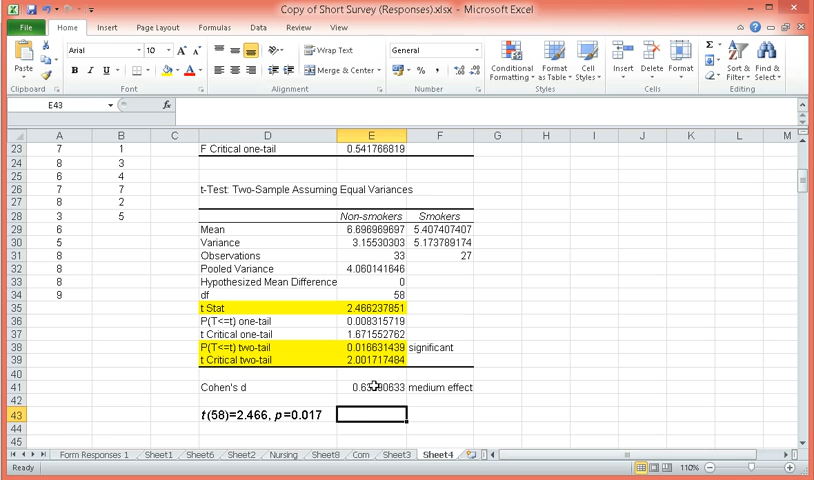 Copy of Short Survey (Responses).xlsx - Microsoft Excel
File Home Insert Page Layout Formulas Data Review View
Arial 10 A A Wrap Text General
Paste B I U A Merge & Center $ % , Conditional Formatting Format as Table Cell Styles Insert Delete Format Σ Sort & Filter Find & Select
Clipboard Font Alignment Number Styles Cells Editing
E43 fx
A B C D E F G H I J K L M
23 7 1 F Critical one-tail 0.541766819
24 8 3
25 6 4
26 7 7 t-Test: Two-Sample Assuming Equal Variances
27 8 2
28 3 5 Non-smokers Smokers
29 6 Mean 6.696969697 5.407407407
30 5 Variance 3.15530303 5.173789174
31 8 Observations 33 27
32 8 Pooled Variance 4.060141646
33 8 Hypothesized Mean Difference 0
34 9 df 58
35 t Stat 2.466237851
36 P(T<=t) one-tail 0.008315719
37 t Critical one-tail 1.671552762
38 P(T<=t) two-tail 0.016631439 significant
39 t Critical two-tail 2.001717484
40
41 Cohen's d medium effect
42
43 t(58)=2.466, p=0.017
44
45
Form Responses 1 Sheet1 Sheet6 Sheet2 Nursing Sheet8 Com Sheet3 Sheet4
Ready 110%